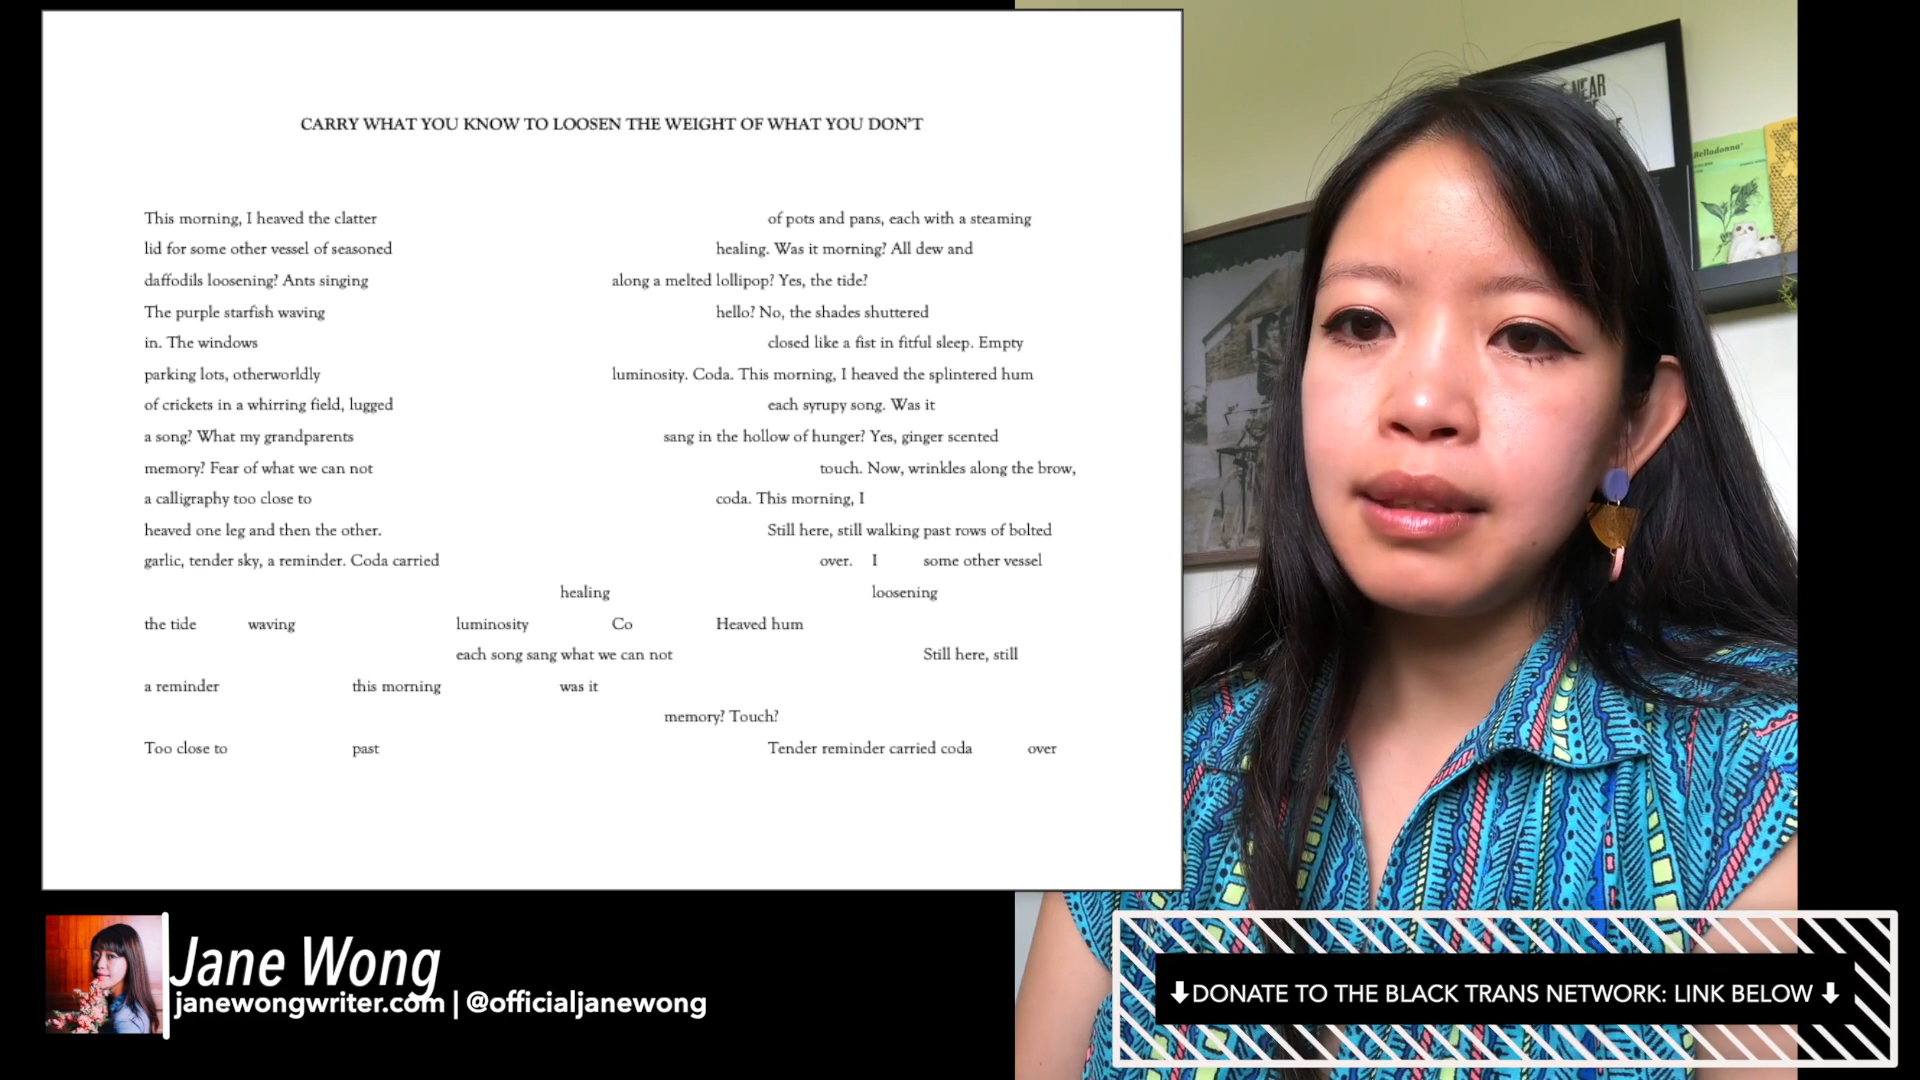 CARRY WHAT YOU KNOW TO LOOSEN THE WEIGHT OF WHAT YOU DON'T
This morning, I heaved the clatter of pots and pans, each with a steaming
lid for some other vessel of seasoned healing. Was it morning? All dew and
daffodils loosening? Ants singing along a melted lollipop? Yes, the tide?
The purple starfish waving hello? No, the shades shuttered
in. The windows closed like a fist in fitful sleep. Empty
parking lots, otherworldly luminosity. Coda. This morning, I heaved the splintered hum
of crickets in a whirring field, lugged each syrupy song. Was it
a song? What my grandparents sang in the hollow of hunger? Yes, ginger scented
memory? Fear of what we can not touch. Now, wrinkles along the brow,
a calligraphy too close to coda. This morning, I
heaved one leg and then the other. Still here, still walking past rows of bolted
garlic, tender sky, a reminder. Coda carried over. I some other vessel
healing loosening
the tide waving luminosity Co Heaved hum
each song sang what we can not Still here, still
a reminder this morning was it
memory? Touch?
Too close to past Tender reminder carried coda over
NEAR
Belladonna*
Jane Wong
janewongwriter.com | @officialjanewong
⬇DONATE TO THE BLACK TRANS NETWORK: LINK BELOW ⬇